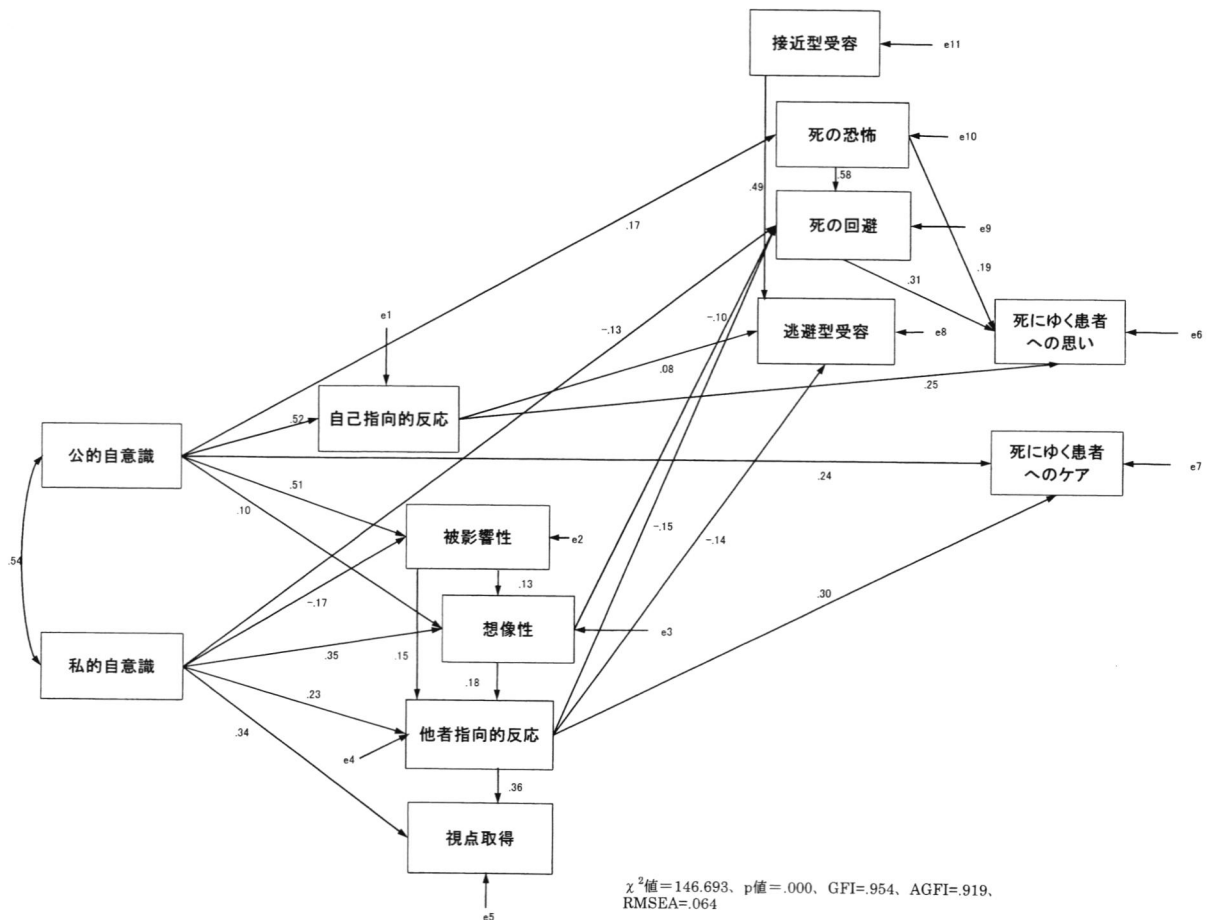 接近型受容
e11
死の恐怖
e10
.58
.49
.17
死の回避
e9
.31
.19
e1
-.13
-.10
逃避型受容
e8
死にゆく患者
への思い
e6
.08
.25
自己指向的反応
.52
公的自意識
死にゆく患者
へのケア
e7
.24
.51
.10
被影響性
e2
-.15
-.14
.54
.13
-.17
想像性
e3
.30
私的自意識
.35
.15
.18
.23
.34
他者指向的反応
e4
.36
視点取得
e5
χ²値=146.693、p値=.000、GFI=.954、AGFI=.919、
RMSEA=.064